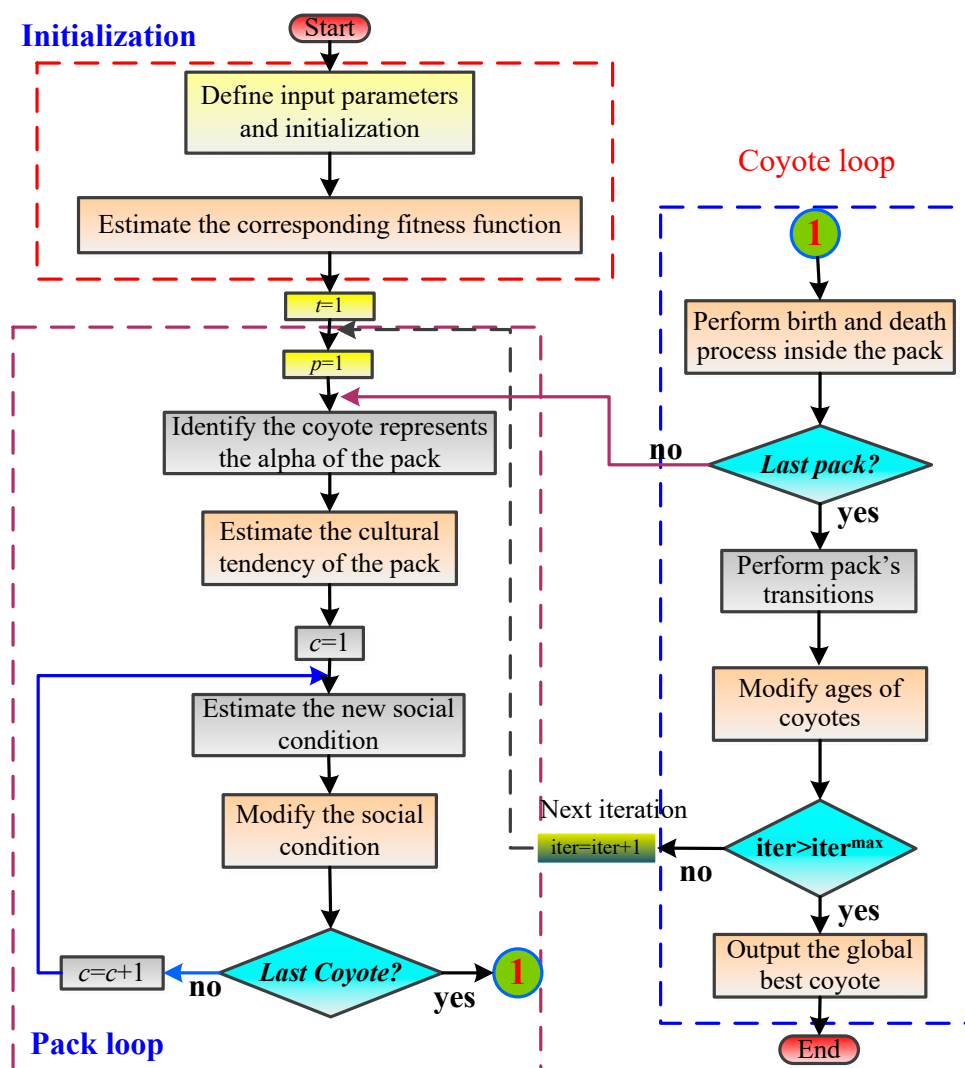 Start
Initialization
Define input parameters
and initialization
Estimate the corresponding fitness function
t=1
p=1
Identify the coyote represents
the alpha of the pack
Estimate the cultural
tendency of the pack
c=1
Estimate the new social
condition
Modify the social
condition
Last Coyote?
no
c=c+1
yes
1
Pack loop
Coyote loop
1
Perform birth and death
process inside the pack
Last pack?
no
yes
Perform pack’s
transitions
Modify ages of
coyotes
iter>iter^max
no
Next iteration
iter=iter+1
yes
Output the global
best coyote
End